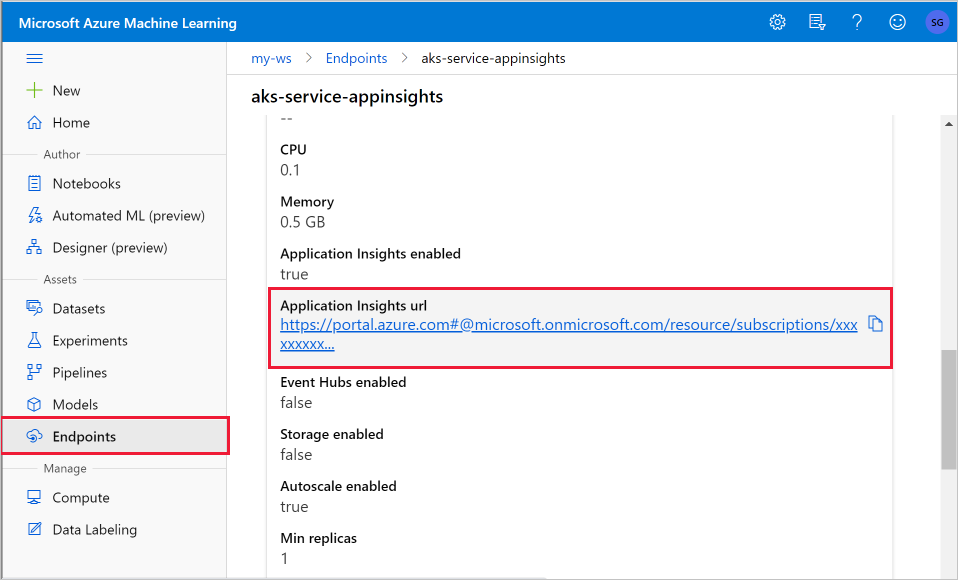 Microsoft Azure Machine Learning
SG
New
Home
Author
Notebooks
Automated ML (preview)
Designer (preview)
Assets
Datasets
Experiments
Pipelines
Models
Endpoints
Manage
Compute
Data Labeling
my-ws > Endpoints > aks-service-appinsights
aks-service-appinsights
--
CPU
0.1
Memory
0.5 GB
Application Insights enabled
true
Application Insights url
https://portal.azure.com#@microsoft.onmicrosoft.com/resource/subscriptions/xxx
xxxxxxx...
Event Hubs enabled
false
Storage enabled
false
Autoscale enabled
true
Min replicas
1